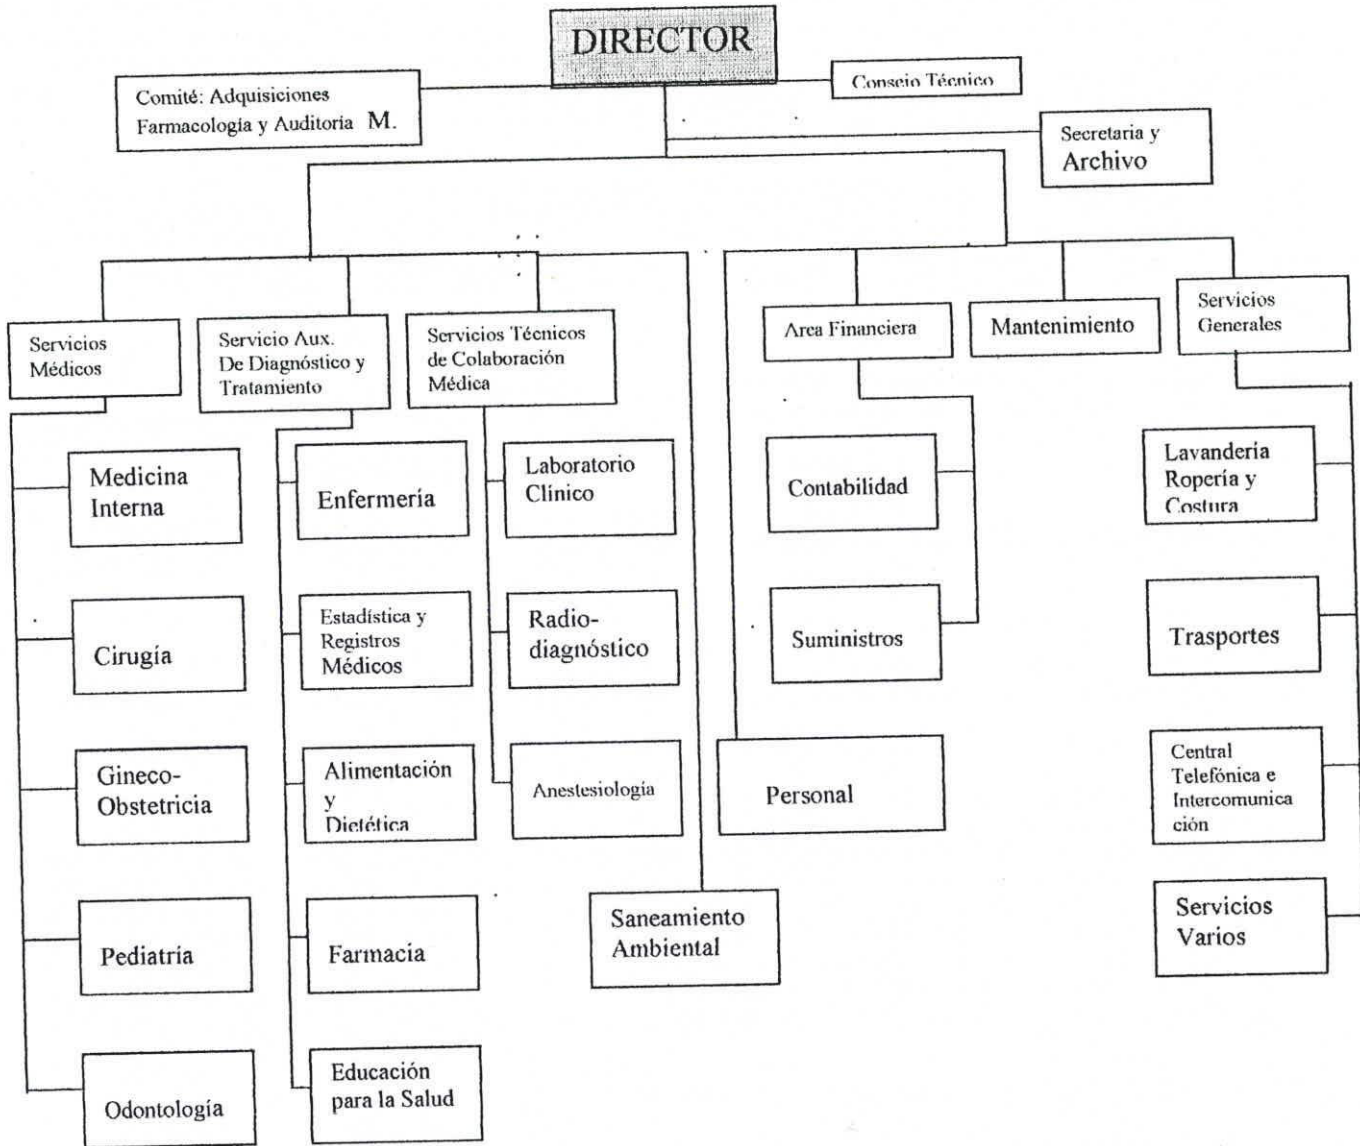 DIRECTOR
Comité: Adquisiciones
Farmacología y Auditoría M.
Consejo Técnico
Secretaria y
Archivo
Servicios
Médicos
Servicio Aux.
De Diagnóstico y
Tratamiento
Servicios Técnicos
de Colaboración
Médica
Area Financiera
Mantenimiento
Servicios
Generales
Medicina
Interna
Enfermería
Laboratorio
Clínico
Contabilidad
Lavandería
Ropería y
Costura
Cirugía
Estadística y
Registros
Médicos
Radio-
diagnóstico
Suministros
Trasportes
Gineco-
Obstetricia
Alimentación
y
Dietética
Anestesiología
Personal
Central
Telefónica e
Intercomunica
ción
Pediatría
Farmacia
Saneamiento
Ambiental
Servicios
Varios
Odontología
Educación
para la Salud